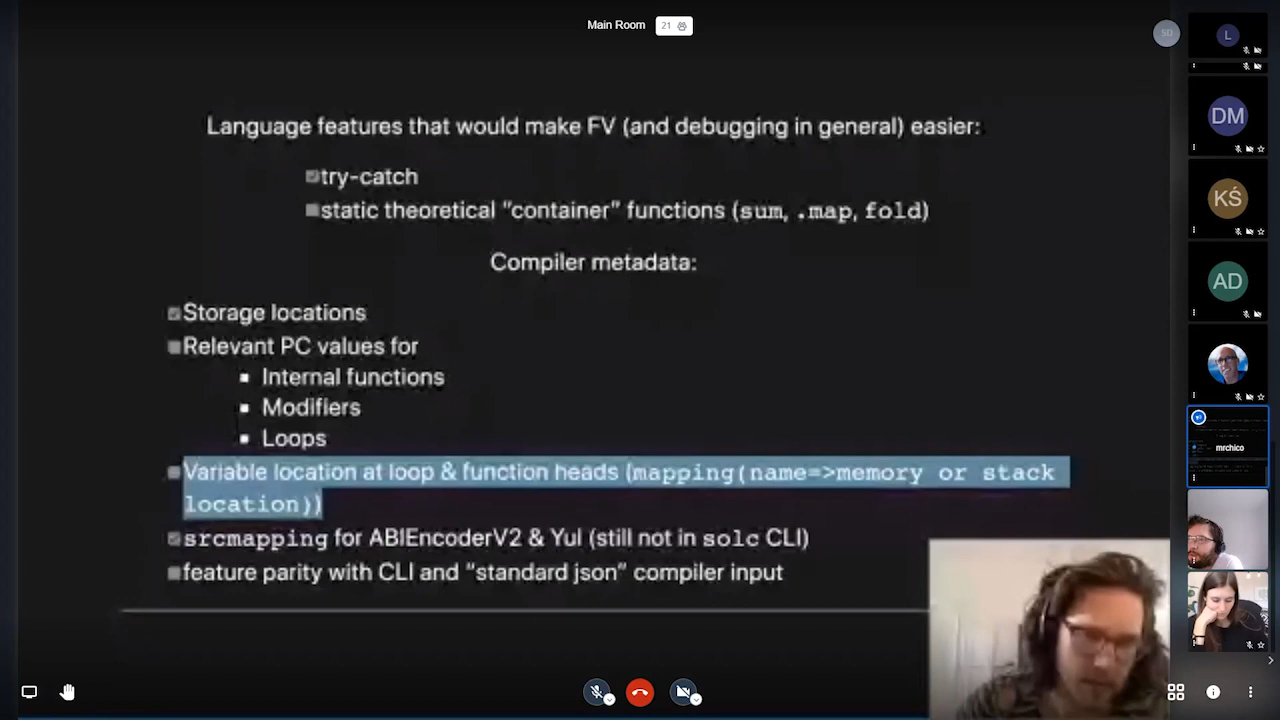 Main Room 21
SD
L
Language features that would make FV (and debugging in general) easier:
try-catch
static theoretical "container" functions (sum, .map, fold)
Compiler metadata:
Storage locations
Relevant PC values for
Internal functions
Modifiers
Loops
Variable location at loop & function heads (mapping(name=>memory or stack
location))
srcmapping for ABIEncoderV2 & Yul (still not in solc CLI)
feature parity with CLI and "standard json" compiler input
DM
KŚ
AD
mrchico